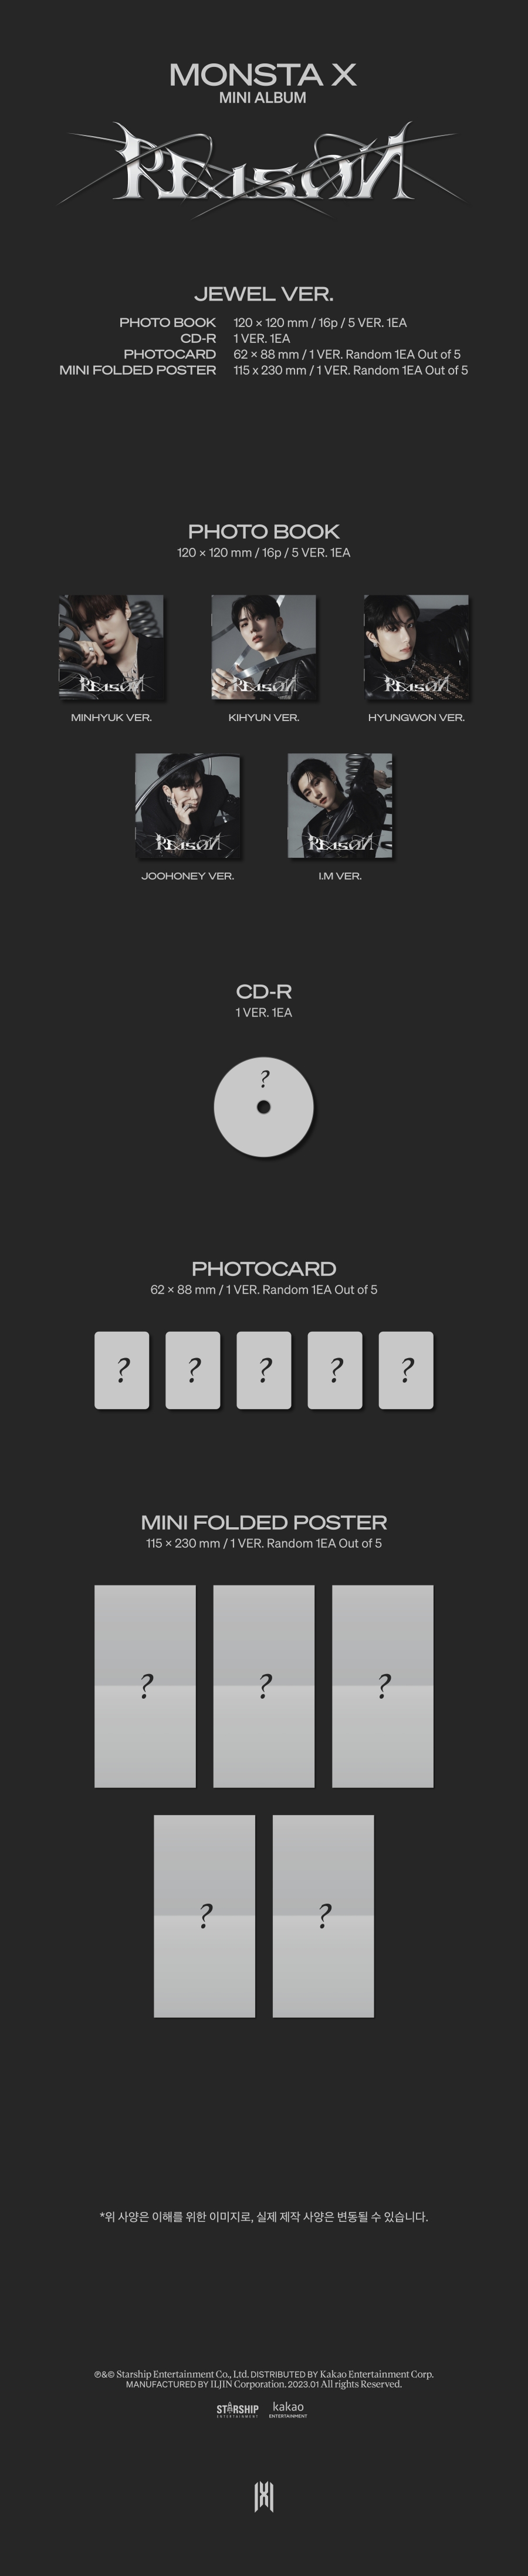 MONSTA X
MINI ALBUM
REASON
JEWEL VER.
PHOTO BOOK 120 × 120 mm / 16p / 5 VER. 1EA
CD-R 1 VER. 1EA
PHOTOCARD 62 × 88 mm / 1 VER. Random 1EA Out of 5
MINI FOLDED POSTER 115 x 230 mm / 1 VER. Random 1EA Out of 5
PHOTO BOOK
120 × 120 mm / 16p / 5 VER. 1EA
REASON REASON REASON
MINHYUK VER. KIHYUN VER. HYUNGWON VER.
REASON REASON
JOOHONEY VER. I.M VER.
CD-R
1 VER. 1EA
?
PHOTOCARD
62 × 88 mm / 1 VER. Random 1EA Out of 5
? ? ? ? ?
MINI FOLDED POSTER
115 × 230 mm / 1 VER. Random 1EA Out of 5
? ? ?
? ?
*위 사양은 이해를 위한 이미지로, 실제 제작 사양은 변동될 수 있습니다.
℗&© Starship Entertainment Co., Ltd. DISTRIBUTED BY Kakao Entertainment Corp.
MANUFACTURED BY ILJIN Corporation. 2023.01 All rights Reserved.
STARSHIP kakao
ENTERTAINMENT ENTERTAINMENT